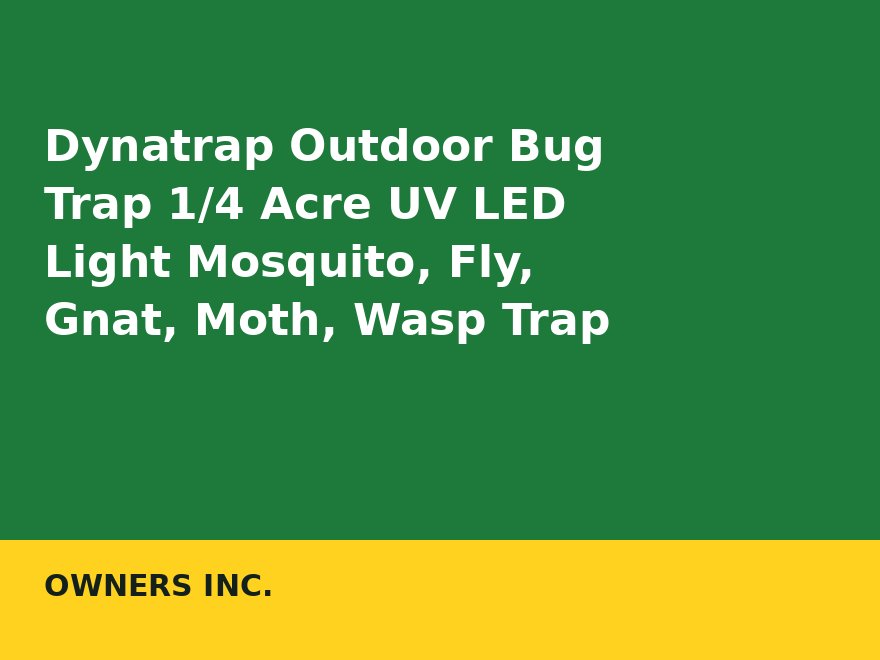 Dynatrap Outdoor Bug
Trap 1/4 Acre UV LED
Light Mosquito, Fly,
Gnat, Moth, Wasp Trap
OWNERS INC.